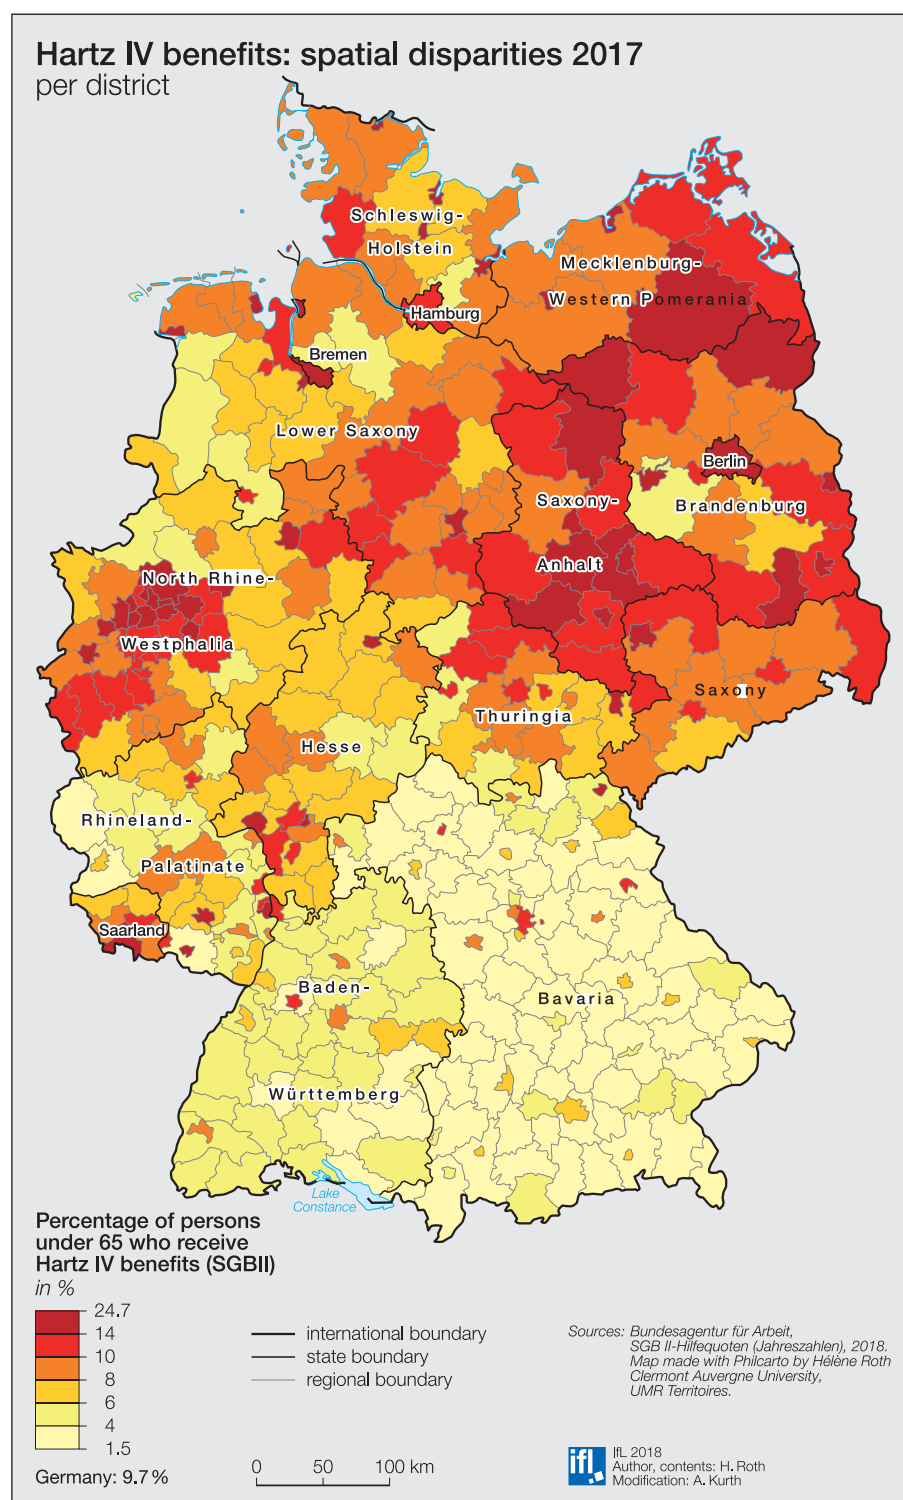 Hartz IV benefits: spatial disparities 2017
per district
Schleswig-
Holstein
Mecklenburg-
Western Pomerania
Hamburg
Bremen
Lower Saxony
Berlin
Saxony-
Brandenburg
Anhalt
North Rhine-
Westphalia
Saxony
Thuringia
Hesse
Rhineland-
Palatinate
Saarland
Baden-
Bavaria
Württemberg
Lake
Constance
Percentage of persons
under 65 who receive
Hartz IV benefits (SGBII)
in %
24.7
14
10
8
6
4
1.5
Germany: 9.7 %
international boundary
state boundary
regional boundary
0 50 100 km
Sources: Bundesagentur für Arbeit,
SGB II-Hilfequoten (Jahreszahlen), 2018.
Map made with Philcarto by Hélène Roth
Clermont Auvergne University,
UMR Territoires.
ifl
IfL 2018
Author, contents: H. Roth
Modification: A. Kurth